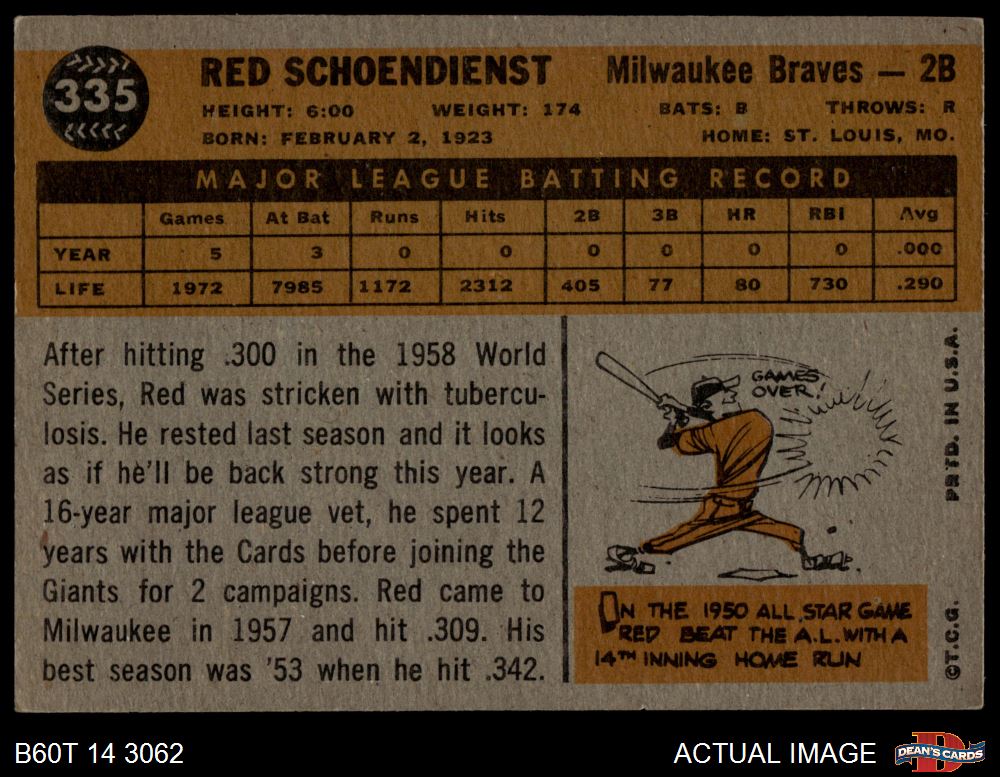 335
RED SCHOENDIENST Milwaukee Braves — 2B
HEIGHT: 6:00 WEIGHT: 174 BATS: B THROWS: R
BORN: FEBRUARY 2, 1923 HOME: ST. LOUIS, MO.
MAJOR LEAGUE BATTING RECORD
Games At Bat Runs Hits 2B 3B HR RBI Avg
YEAR 5 3 0 0 0 0 0 0 .000
LIFE 1972 7985 1172 2312 405 77 80 730 .290
After hitting .300 in the 1958 World
Series, Red was stricken with tubercu-
losis. He rested last season and it looks
as if he'll be back strong this year. A
16-year major league vet, he spent 12
years with the Cards before joining the
Giants for 2 campaigns. Red came to
Milwaukee in 1957 and hit .309. His
best season was '53 when he hit .342.
GAMES
OVER!
IN THE 1950 ALL STAR GAME
RED BEAT THE A.L. WITH A
14TH INNING HOME RUN
©T.C.G. PRTD. IN U.S.A.
B60T 14 3062 ACTUAL IMAGE
DEAN'S CARDS